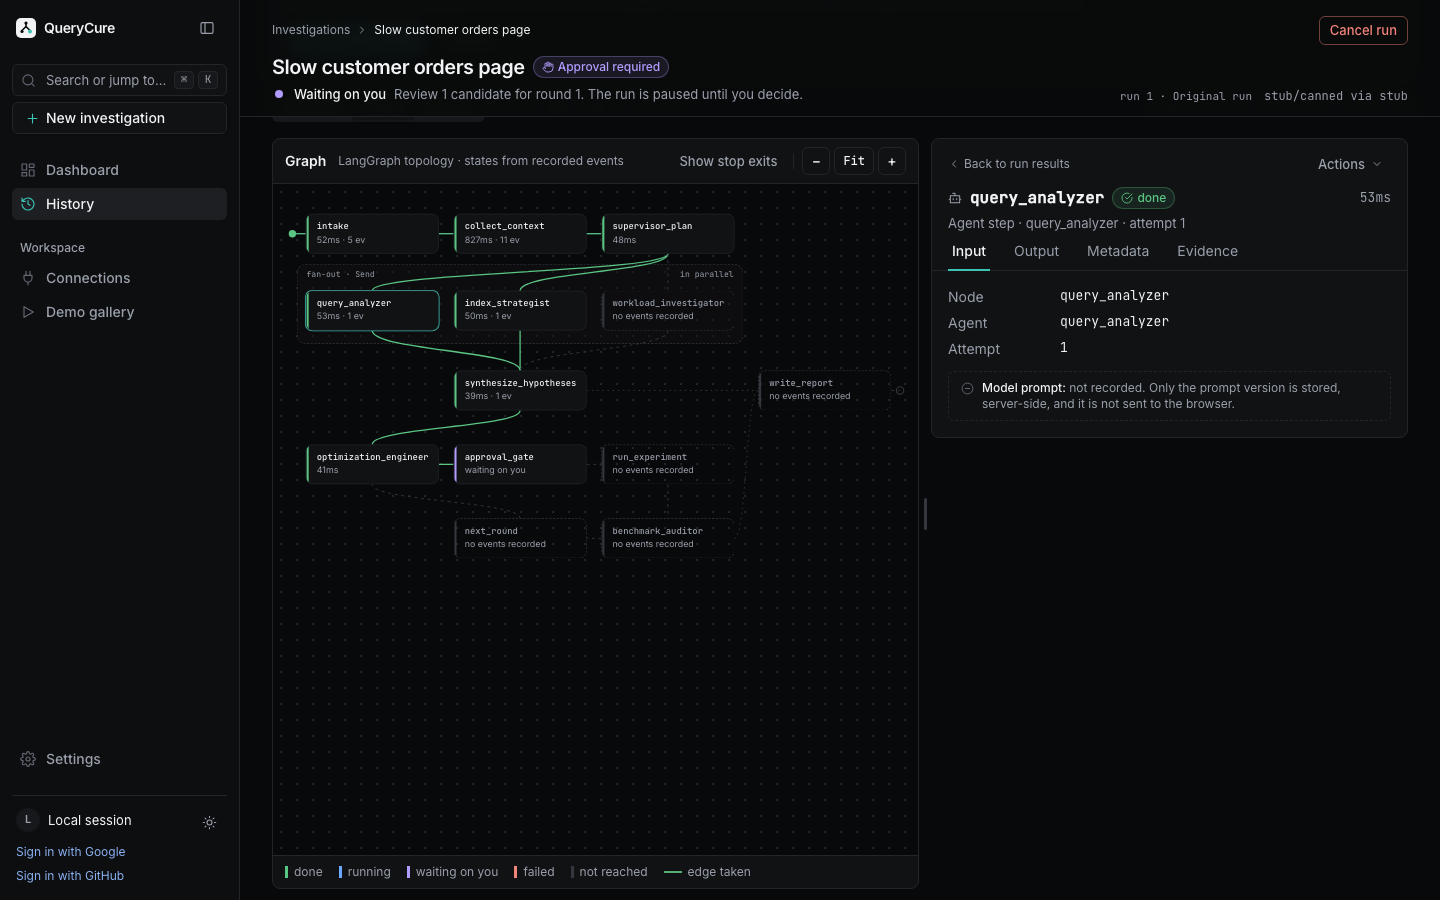 QueryCure
Search or jump to... ⌘ K
New investigation
Dashboard
History
Workspace
Connections
Demo gallery
Settings
L Local session
Sign in with Google
Sign in with GitHub
Investigations > Slow customer orders page
Cancel run
Slow customer orders page Approval required
Waiting on you Review 1 candidate for round 1. The run is paused until you decide.
run 1 · Original run stub/canned via stub
Graph LangGraph topology · states from recorded events Show stop exits − Fit +
intake
52ms · 5 ev
collect_context
827ms · 11 ev
supervisor_plan
48ms
fan-out · Send
in parallel
query_analyzer
53ms · 1 ev
index_strategist
50ms · 1 ev
workload_investigator
no events recorded
synthesize_hypotheses
39ms · 1 ev
write_report
no events recorded
optimization_engineer
41ms
approval_gate
waiting on you
run_experiment
no events recorded
next_round
no events recorded
benchmark_auditor
no events recorded
done running waiting on you failed not reached edge taken
Back to run results
Actions
query_analyzer done 53ms
Agent step · query_analyzer · attempt 1
Input Output Metadata Evidence
Node query_analyzer
Agent query_analyzer
Attempt 1
Model prompt: not recorded. Only the prompt version is stored,
server-side, and it is not sent to the browser.